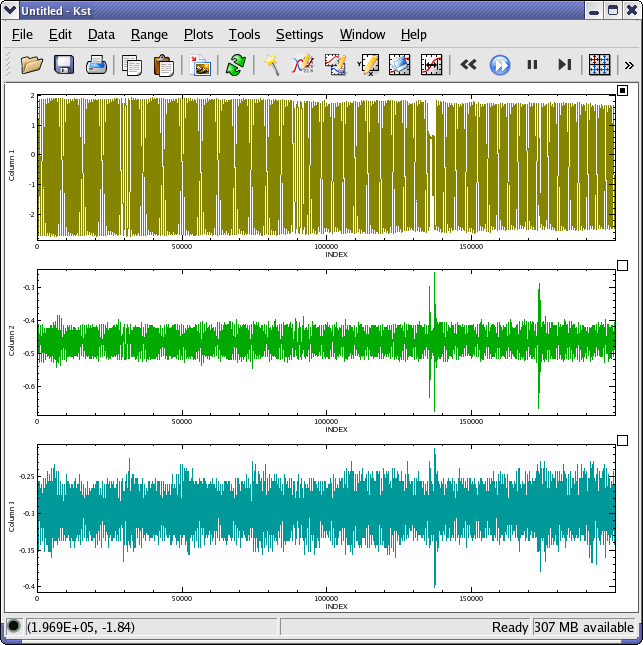 Untitled - Kst
File Edit Data Range Plots Tools Settings Window Help
»
2
1
0
-1
-2
Column 1
0 50000 100000 150000
INDEX
-0.3
-0.4
-0.5
-0.6
Column 2
0 50000 100000 150000
INDEX
-0.25
-0.3
-0.35
-0.4
Column 3
0 50000 100000 150000
INDEX
(1.969E+05, -1.84) Ready 307 MB available